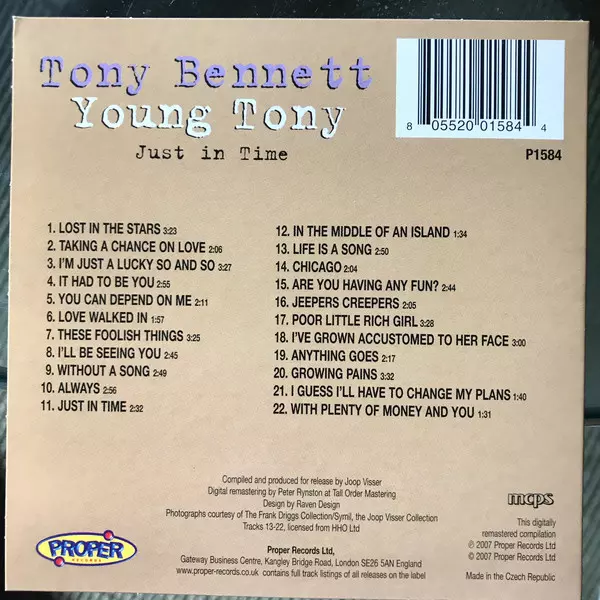 Tony Bennett
Young Tony
Just in Time
8 05520 01584 4
P1584
1. LOST IN THE STARS 3:23
2. TAKING A CHANCE ON LOVE 2:06
3. I'M JUST A LUCKY SO AND SO 3:27
4. IT HAD TO BE YOU 2:55
5. YOU CAN DEPEND ON ME 2:11
6. LOVE WALKED IN 1:57
7. THESE FOOLISH THINGS 3:25
8. I'LL BE SEEING YOU 2:45
9. WITHOUT A SONG 2:49
10. ALWAYS 2:56
11. JUST IN TIME 2:32
12. IN THE MIDDLE OF AN ISLAND 1:34
13. LIFE IS A SONG 2:50
14. CHICAGO 2:04
15. ARE YOU HAVING ANY FUN? 2:44
16. JEEPERS CREEPERS 2:05
17. POOR LITTLE RICH GIRL 3:28
18. I'VE GROWN ACCUSTOMED TO HER FACE 3:00
19. ANYTHING GOES 2:17
20. GROWING PAINS 3:32
21. I GUESS I'LL HAVE TO CHANGE MY PLANS 1:40
22. WITH PLENTY OF MONEY AND YOU 1:31
Compiled and produced for release by Joop Visser
Digital remastering by Peter Rynston at Tall Order Mastering
Design by Raven Design
Photographs courtesy of The Frank Driggs Collection/Symil, the Joop Visser Collection
Tracks 13-22, licensed from HHO Ltd
PROPER
RECORDS
Proper Records Ltd,
Gateway Business Centre, Kangley Bridge Road, London SE26 5AN England
www.proper-records.co.uk contains full track listings of all releases on the label
mcps
This digitally
remastered compilation
℗ 2007 Proper Records Ltd
© 2007 Proper Records Ltd
Made in the Czech Republic